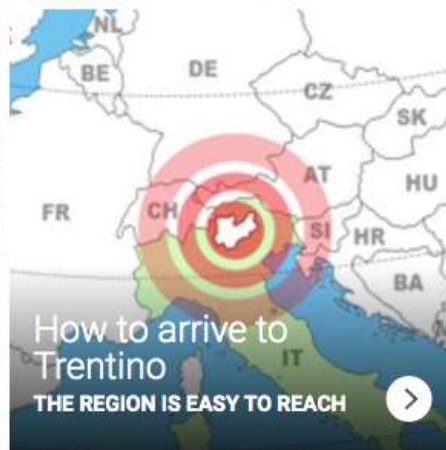 NL
BE
DE
CZ
SK
AT
HU
FR
CH
SI
HR
BA
How to arrive to
Trentino
IT
THE REGION IS EASY TO REACH